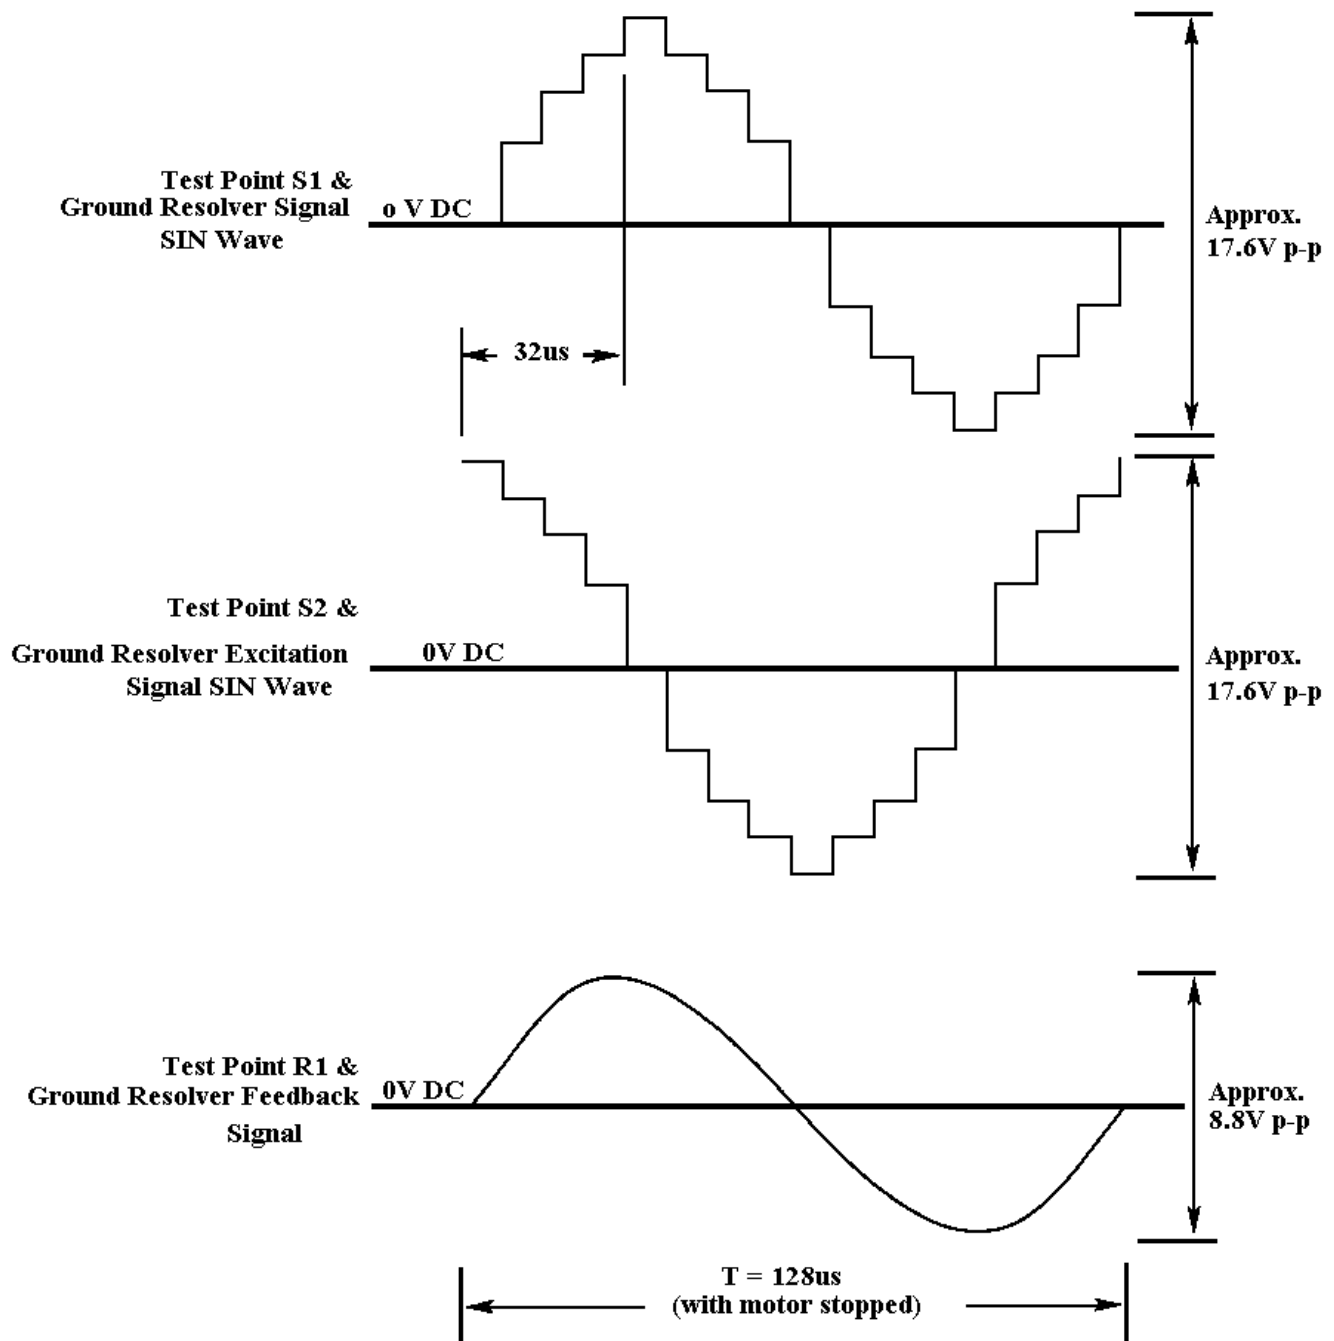 Test Point S1 &
Ground Resolver Signal
SIN Wave
o V DC
Approx.
17.6V p-p
32us
Test Point S2 &
Ground Resolver Excitation
Signal SIN Wave
0V DC
Approx.
17.6V p-p
Test Point R1 &
Ground Resolver Feedback
Signal
0V DC
Approx.
8.8V p-p
T = 128us
(with motor stopped)